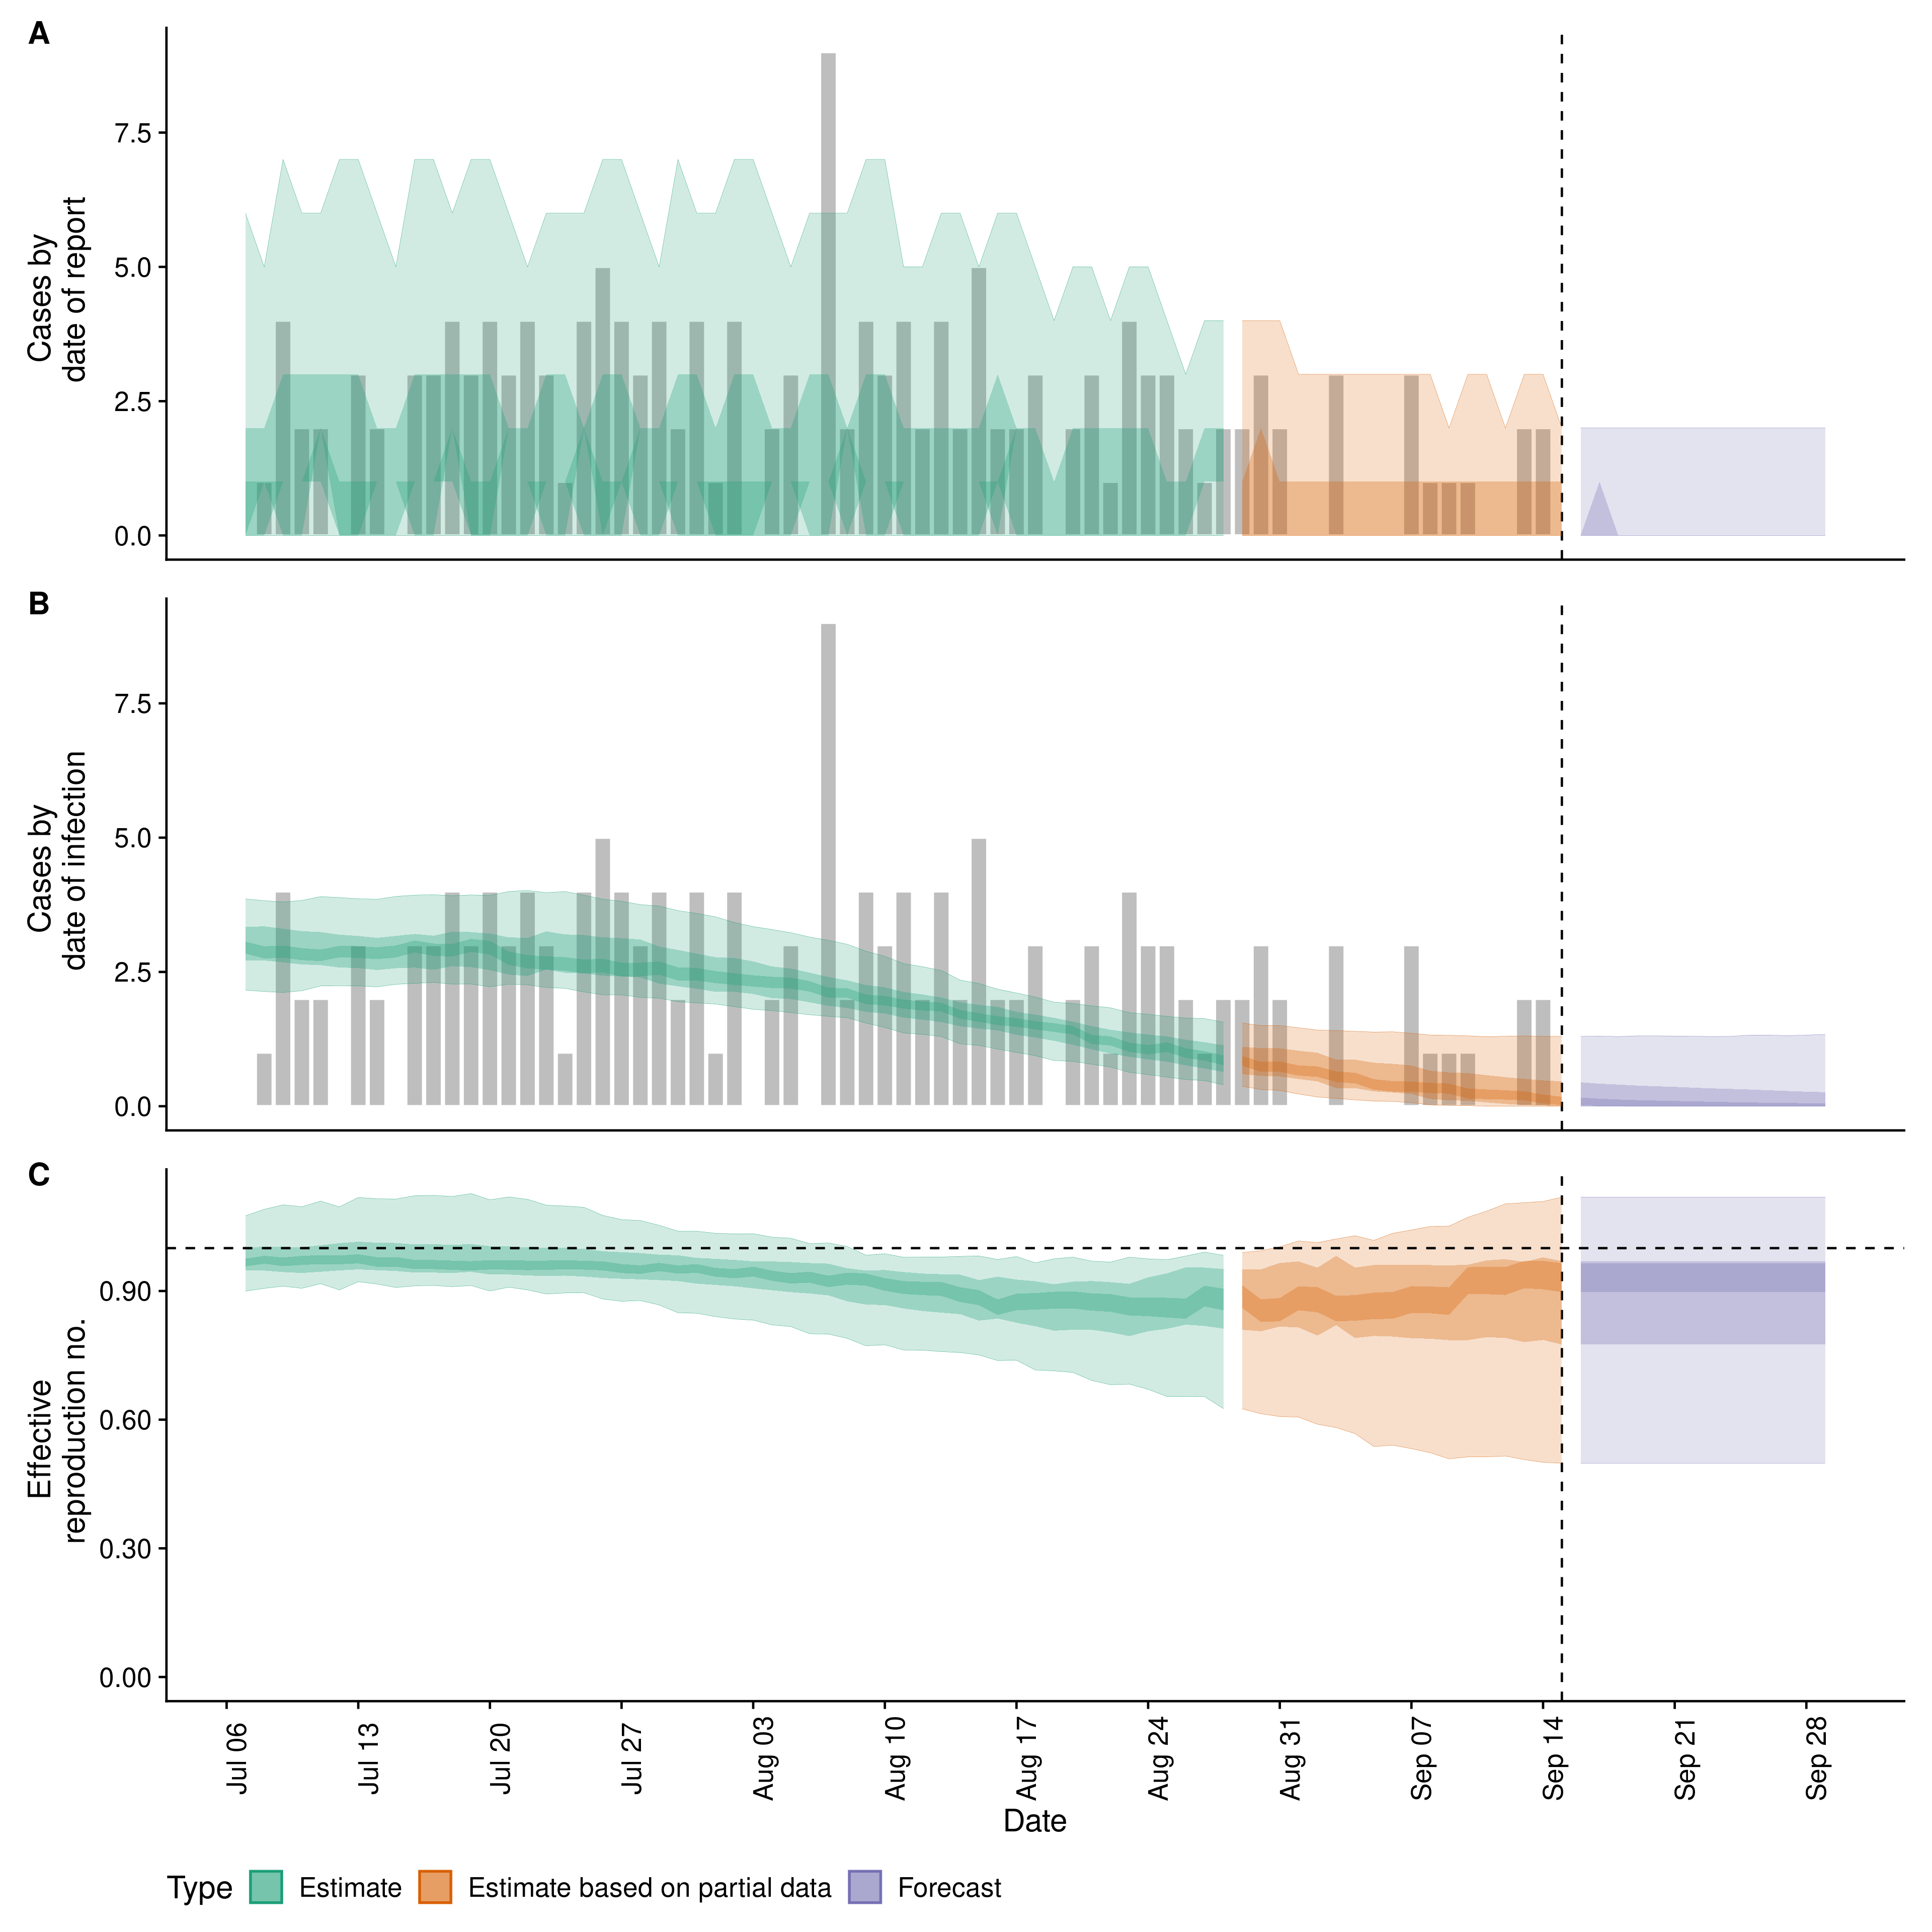 A
Cases by
date of report
7.5
5.0
2.5
0.0
B
Cases by
date of infection
7.5
5.0
2.5
0.0
C
Effective
reproduction no.
0.90
0.60
0.30
0.00
Jul 06
Jul 13
Jul 20
Jul 27
Aug 03
Aug 10
Aug 17
Aug 24
Aug 31
Sep 07
Sep 14
Sep 21
Sep 28
Date
Type Estimate Estimate based on partial data Forecast